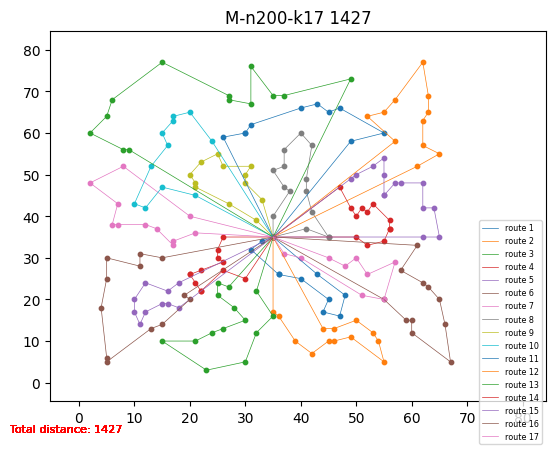 M-n200-k17 1427
80
70
60
50
40
30
20
10
0
0 10 20 30 40 50 60 70 80
route 1
route 2
route 3
route 4
route 5
route 6
route 7
route 8
route 9
route 10
route 11
route 12
route 13
route 14
route 15
route 16
route 17
Total distance: 1427